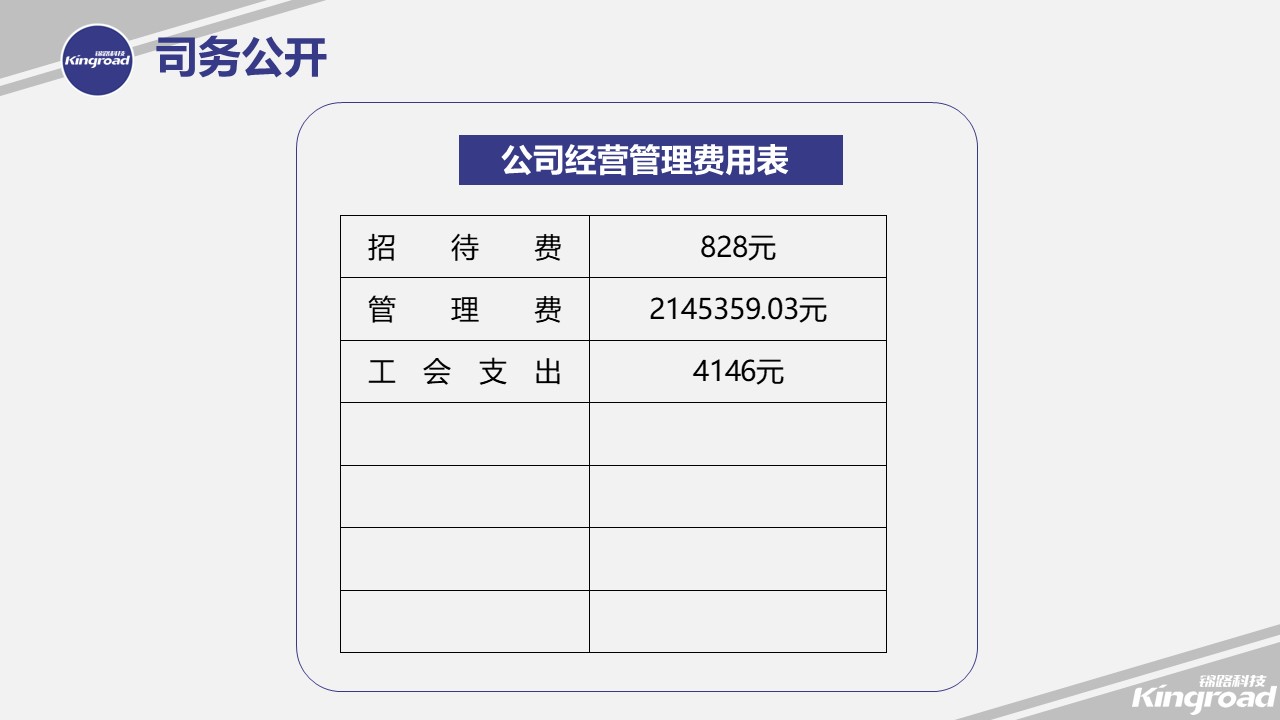 锦路科技
Kingroad
司务公开
公司经营管理费用表
招待费 828元
管理费 2145359.03元
工会支出 4146元
锦路科技
Kingroad